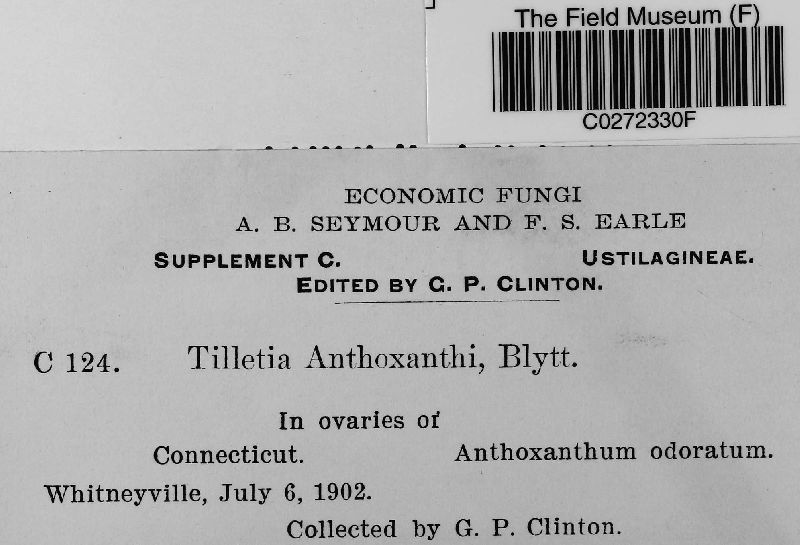 The Field Museum (F)
C0272330F
ECONOMIC FUNGI
A. B. SEYMOUR AND F. S. EARLE
SUPPLEMENT C. USTILAGINEAE.
EDITED BY G. P. CLINTON.
C 124. Tilletia Anthoxanthi, Blytt.
In ovaries of
Connecticut. Anthoxanthum odoratum.
Whitneyville, July 6, 1902.
Collected by G. P. Clinton.